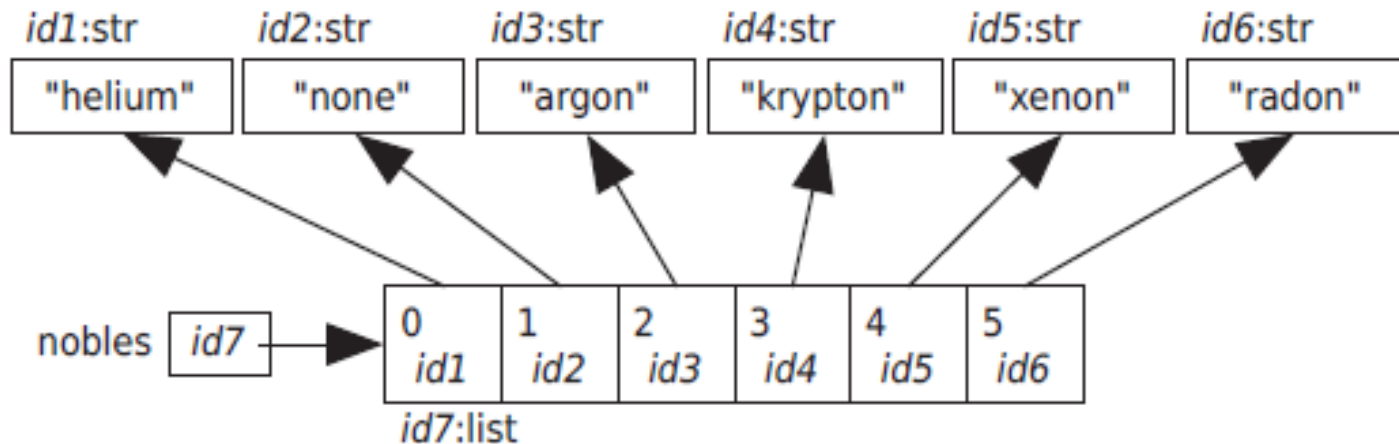 id1:str id2:str id3:str id4:str id5:str id6:str
"helium" "none" "argon" "krypton" "xenon" "radon"
0 1 2 3 4 5
nobles id7 id1 id2 id3 id4 id5 id6
id7:list